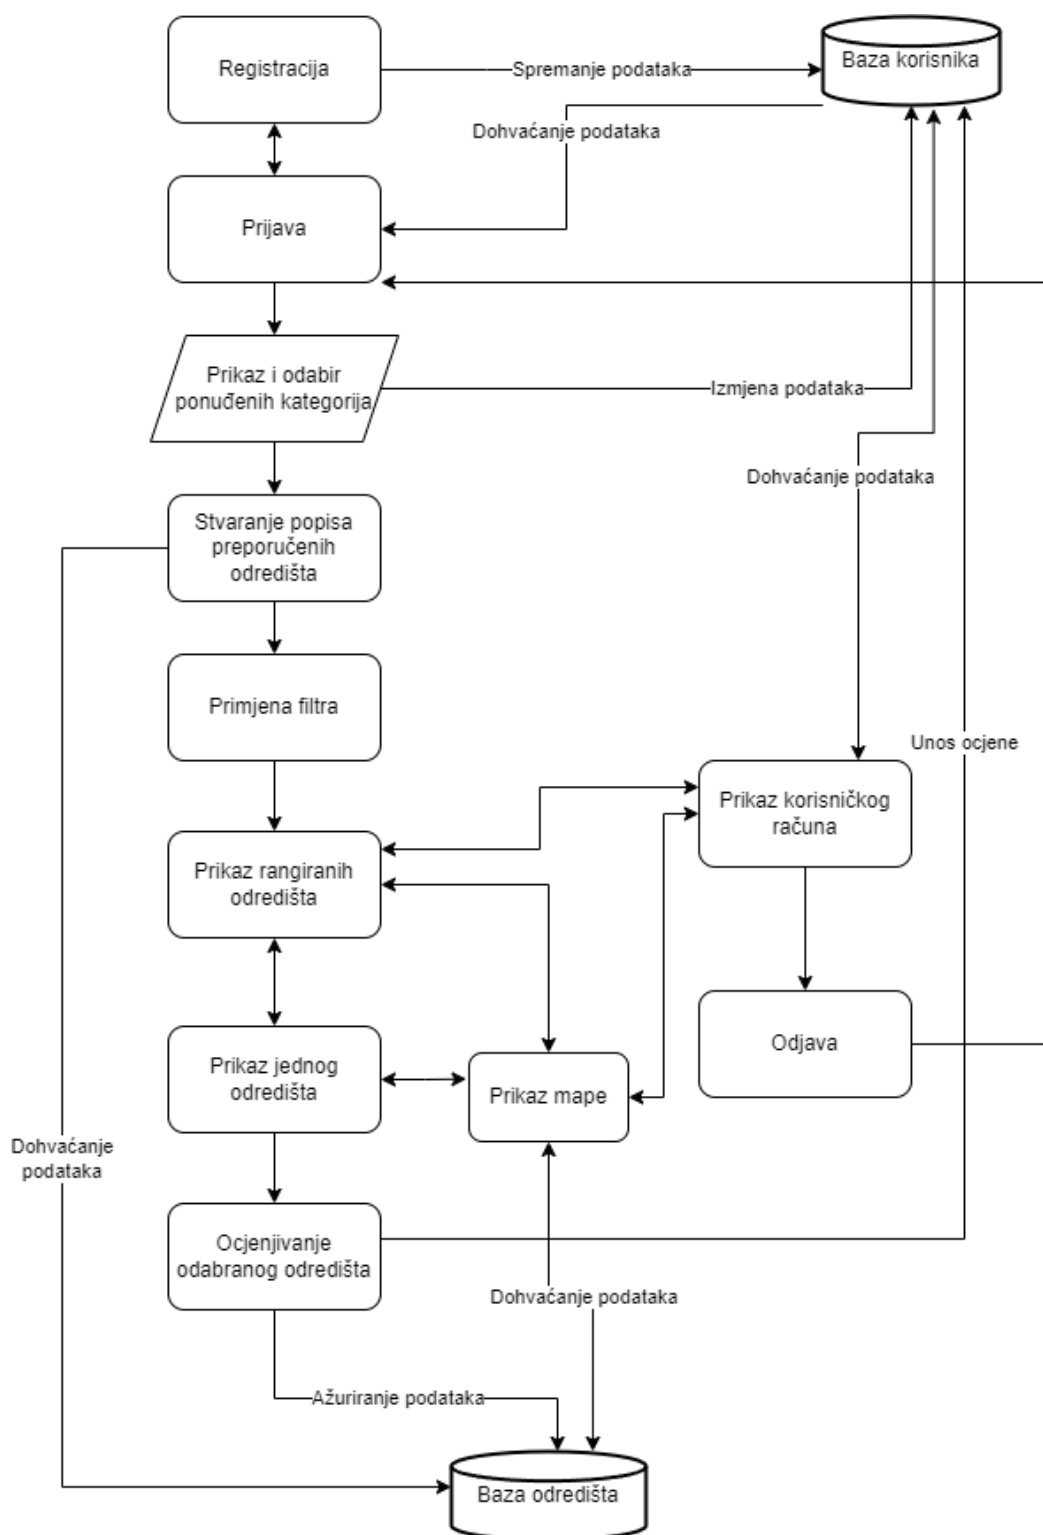 Registracija
Spremanje podataka
Baza korisnika
Dohvaćanje podataka
Prijava
Prikaz i odabir
ponuđenih kategorija
Izmjena podataka
Dohvaćanje podataka
Stvaranje popisa
preporučenih
odredišta
Primjena filtra
Unos ocjene
Prikaz korisničkog
računa
Prikaz rangiranih
odredišta
Odjava
Prikaz jednog
odredišta
Prikaz mape
Dohvaćanje
podataka
Ocjenjivanje
odabranog odredišta
Dohvaćanje podataka
Ažuriranje podataka
Baza odredišta